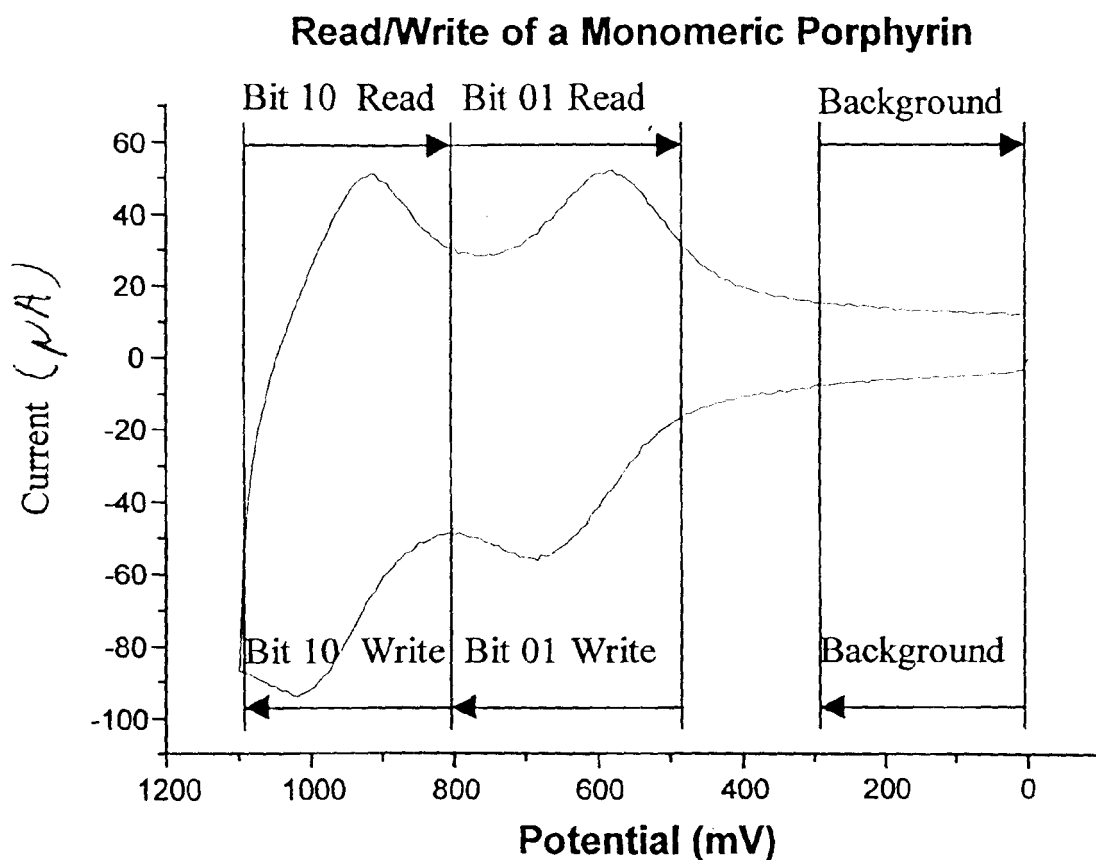 Read/Write of a Monomeric Porphyrin
Bit 10 Read
Bit 01 Read
Background
60
40
20
0
-20
-40
-60
-80
-100
Current (μA)
Bit 10 Write
Bit 01 Write
Background
1200
1000
800
600
400
200
0
Potential (mV)